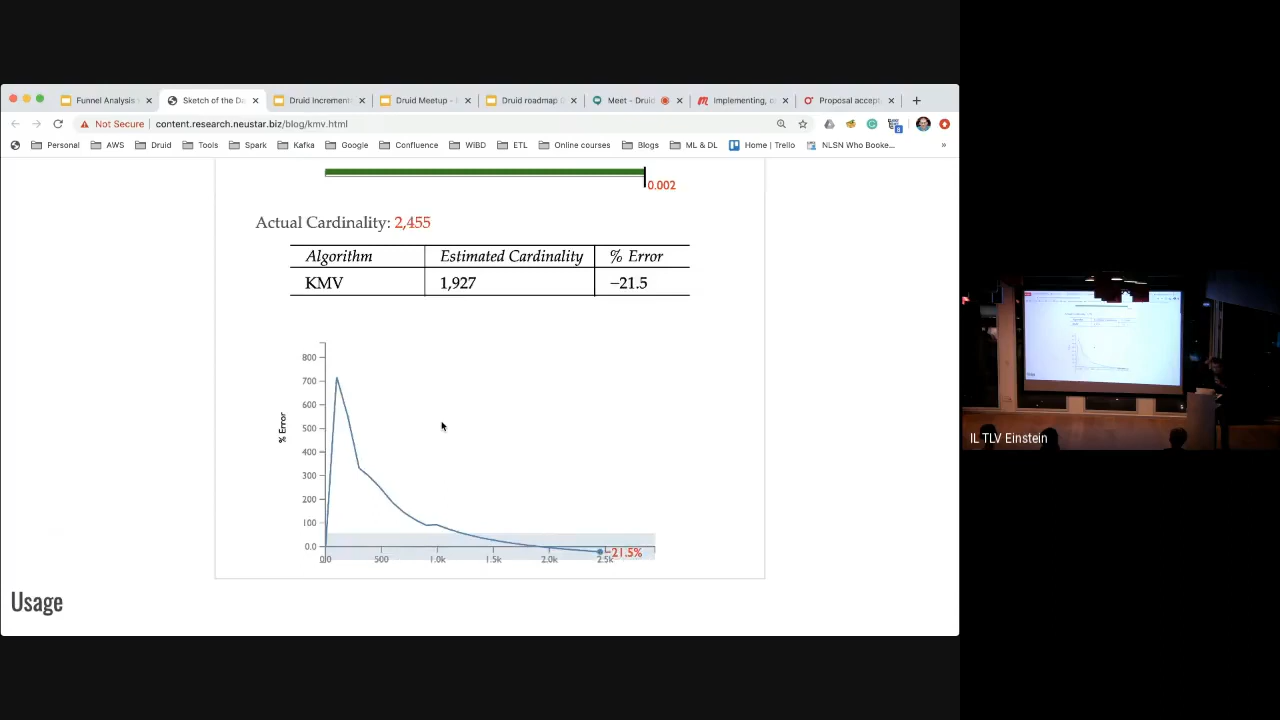 Funnel Analysis
Sketch of the Da
Druid Increment
Druid Meetup - I
Druid roadmap
Meet - Druid
Implementing, o
Proposal accept
Not Secure
content.research.neustar.biz/blog/kmv.html
Personal
AWS
Druid
Tools
Spark
Kafka
Google
Confluence
WiBD
ETL
Online courses
Blogs
ML & DL
Home | Trello
NLSN Who Booke...
»
0.002
Actual Cardinality: 2,455
Algorithm Estimated Cardinality % Error
KMV 1,927 −21.5
800
700
600
500
400
300
200
100
0.0
% Error
0.0 500 1.0k 1.5k 2.0k 2.5k
-21.5%
Usage
IL TLV Einstein